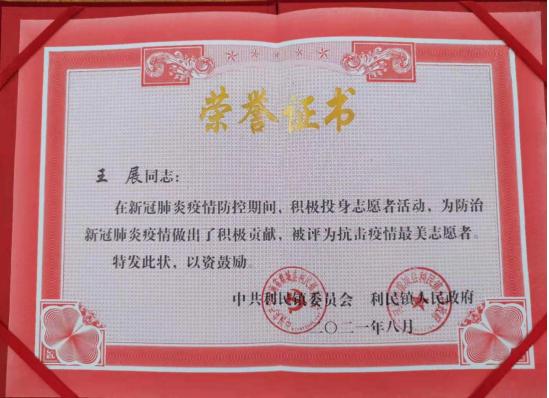 荣誉证书
王 展同志：
在新冠肺炎疫情防控期间，积极投身志愿者活动，为防治
新冠肺炎疫情做出了积极贡献，被评为抗击疫情最美志愿者。
特发此状，以资鼓励。
中共利民镇委员会 利民镇人民政府
二〇二一年八月